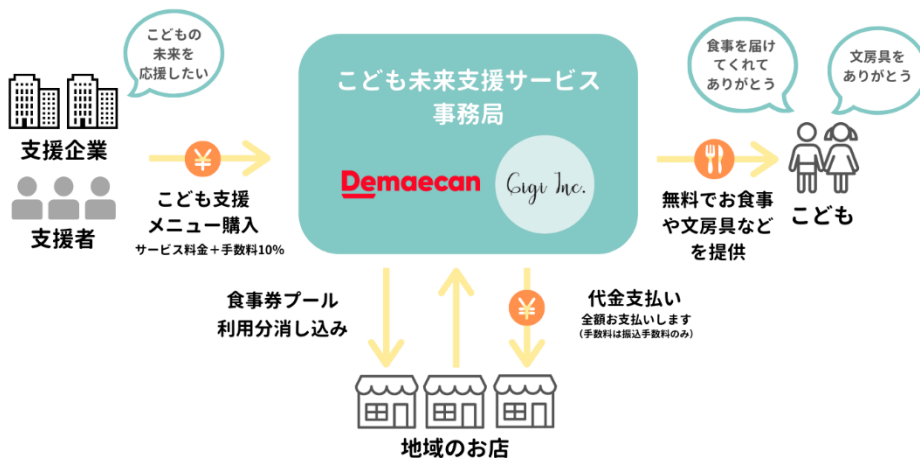 こどもの
未来を
応援したい
支援企業
支援者
こども支援
メニュー購入
サービス料金＋手数料10%
こども未来支援サービス
事務局
Demaecan
Gigi Inc.
食事を届け
てくれて
ありがとう
文房具を
ありがとう
無料でお食事
や文房具など
を提供
こども
食事券プール
利用分消し込み
代金支払い
全額お支払いします
（手数料は振込手数料のみ）
地域のお店